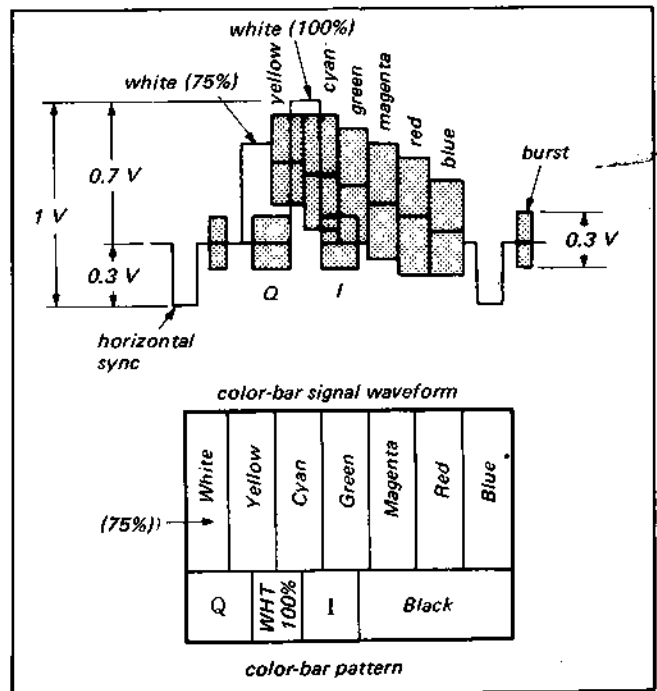 white (100%)
white (75%)
yellow
cyan
green
magenta
red
blue
burst
0.7 V
1 V
0.3 V
0.3 V
Q
I
horizontal
sync
color-bar signal waveform
White
Yellow
Cyan
Green
Magenta
Red
Blue
(75%))
Q
WHT
100%
I
Black
color-bar pattern